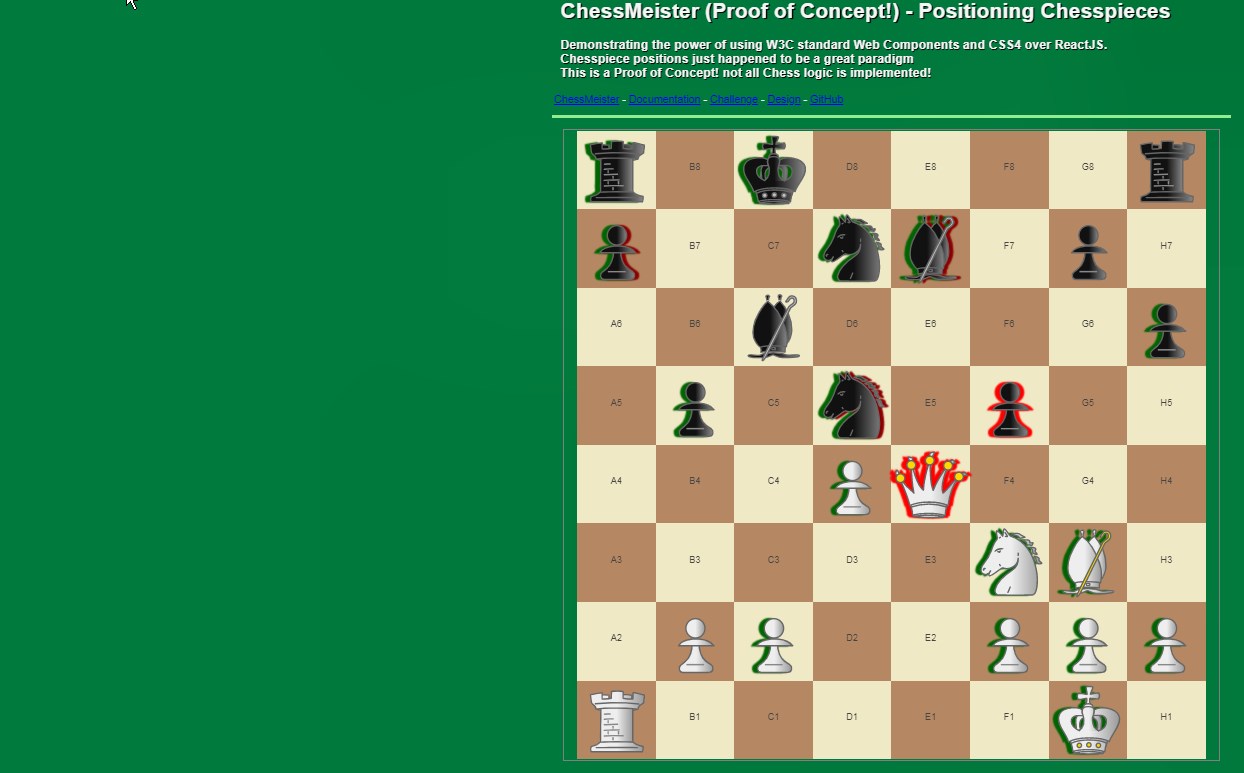 ChessMeister (Proof of Concept!) - Positioning Chesspieces
Demonstrating the power of using W3C standard Web Components and CSS4 over ReactJS.
Chesspiece positions just happened to be a great paradigm
This is a Proof of Concept! not all Chess logic is implemented!
ChessMeister - Documentation - Challenge - Design - GitHub
B8 D8 E8 F8 G8
B7 C7 F7 H7
A6 B6 D6 E6 F6 G6
A5 C5 E5 G5 H5
A4 B4 C4 F4 G4 H4
A3 B3 C3 D3 E3 H3
A2 D2 E2
B1 C1 D1 E1 F1 H1